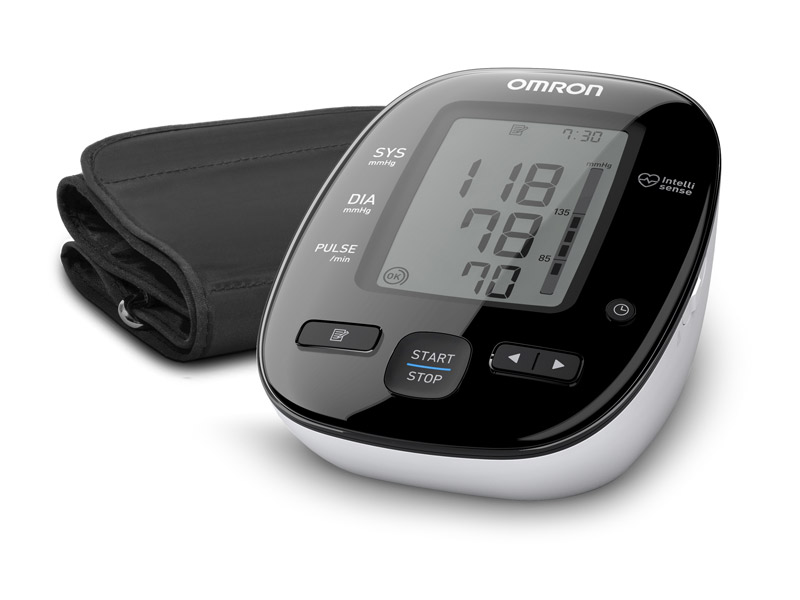 OMRON
7:30
SYS
mmHg
118
mmHg
Intelli
sense
DIA
mmHg
78
135
PULSE
/min
70
85
OK
START
STOP